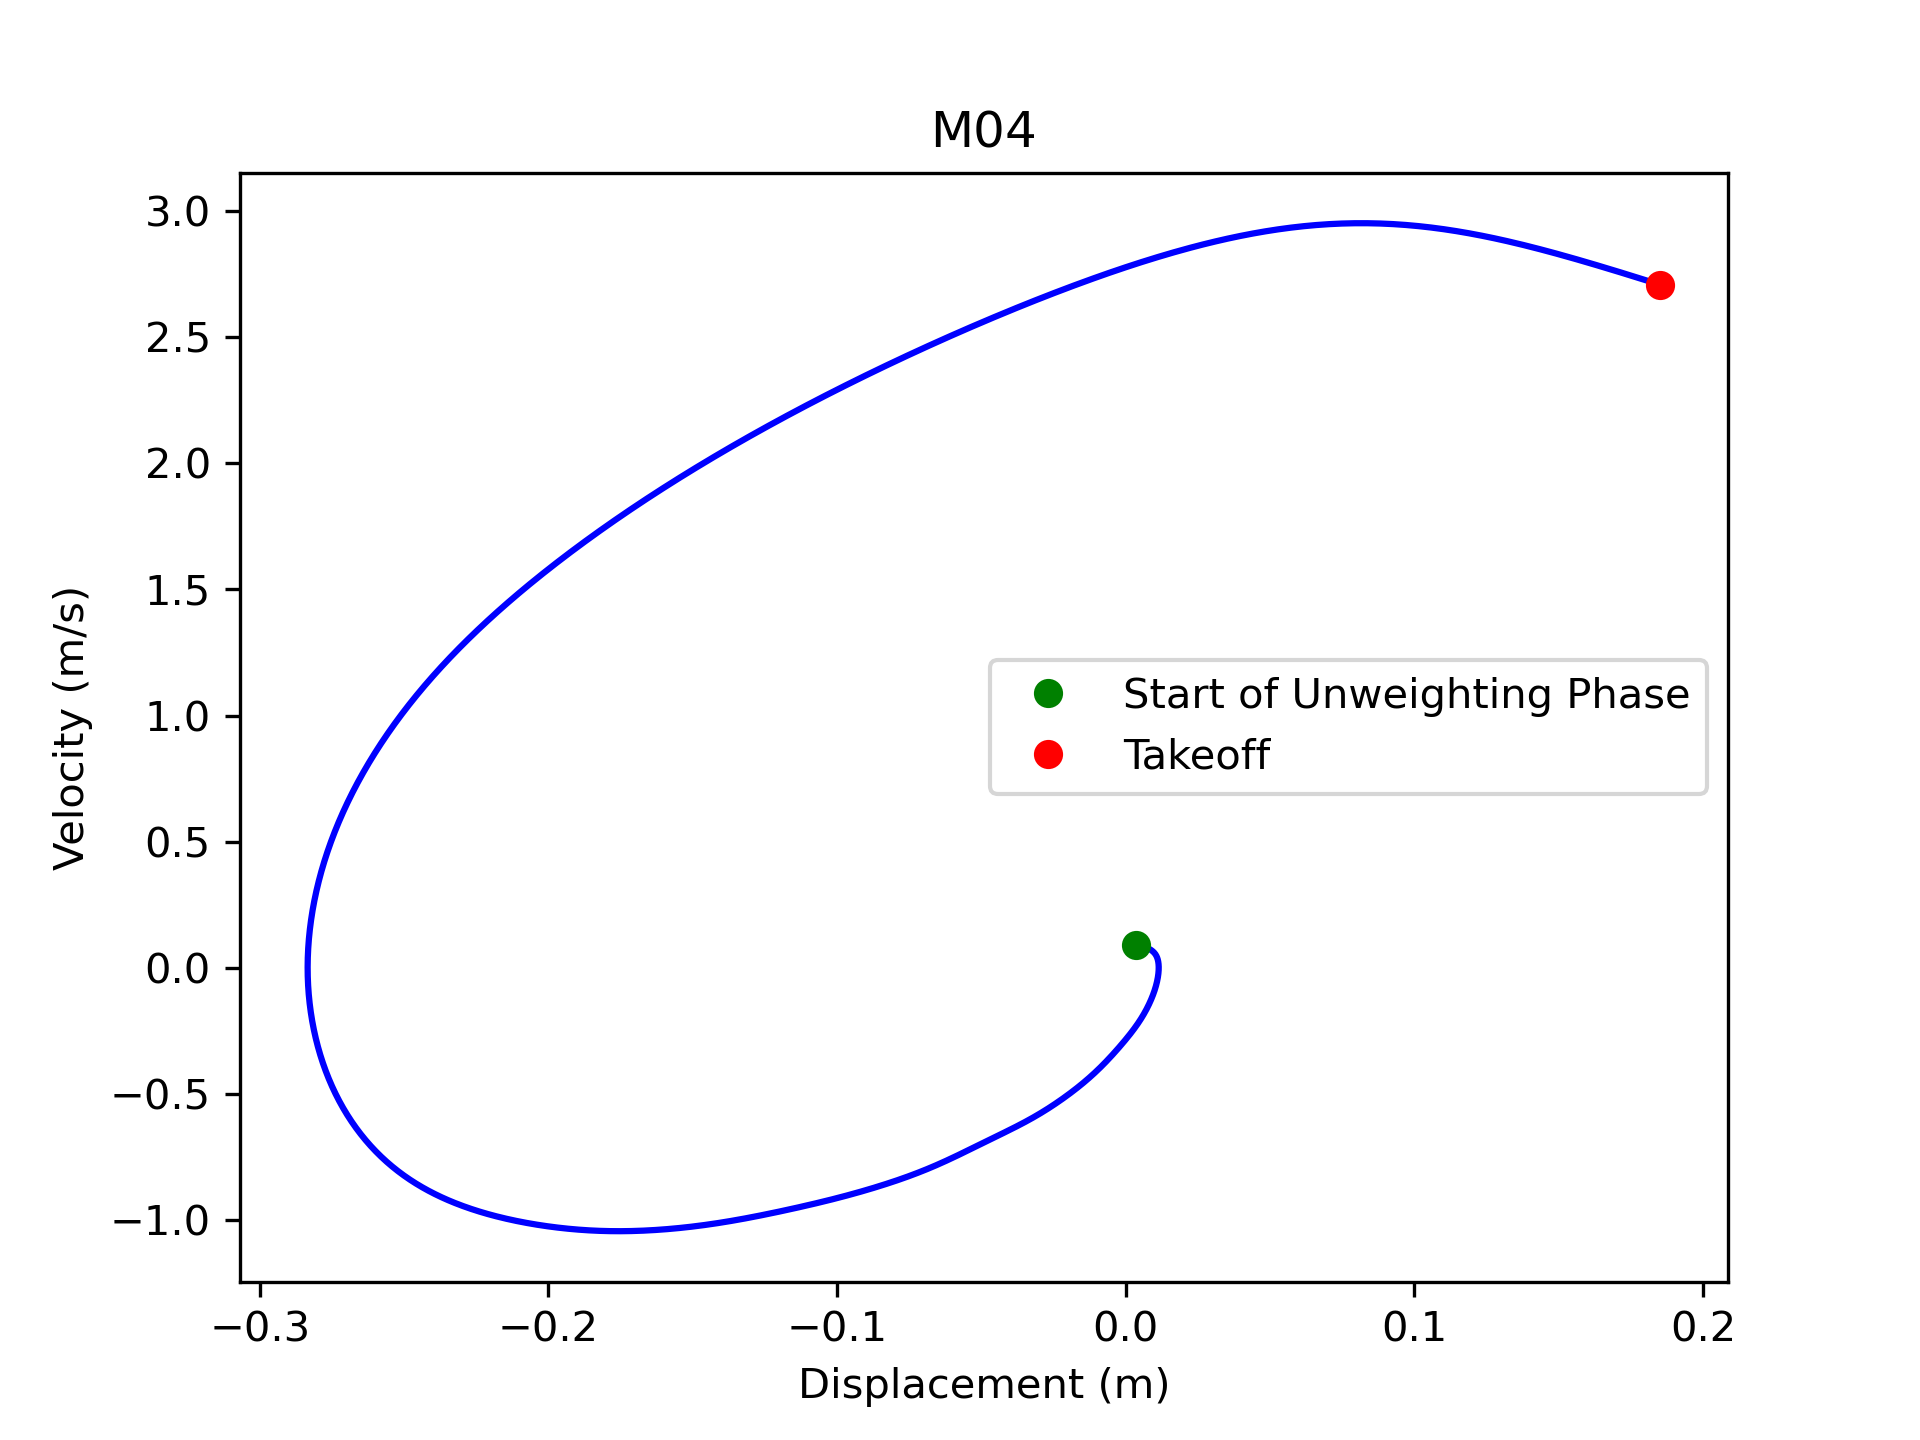 M04
3.0
2.5
2.0
1.5
1.0
0.5
0.0
−0.5
−1.0
Velocity (m/s)
Start of Unweighting Phase
Takeoff
−0.3 −0.2 −0.1 0.0 0.1 0.2
Displacement (m)